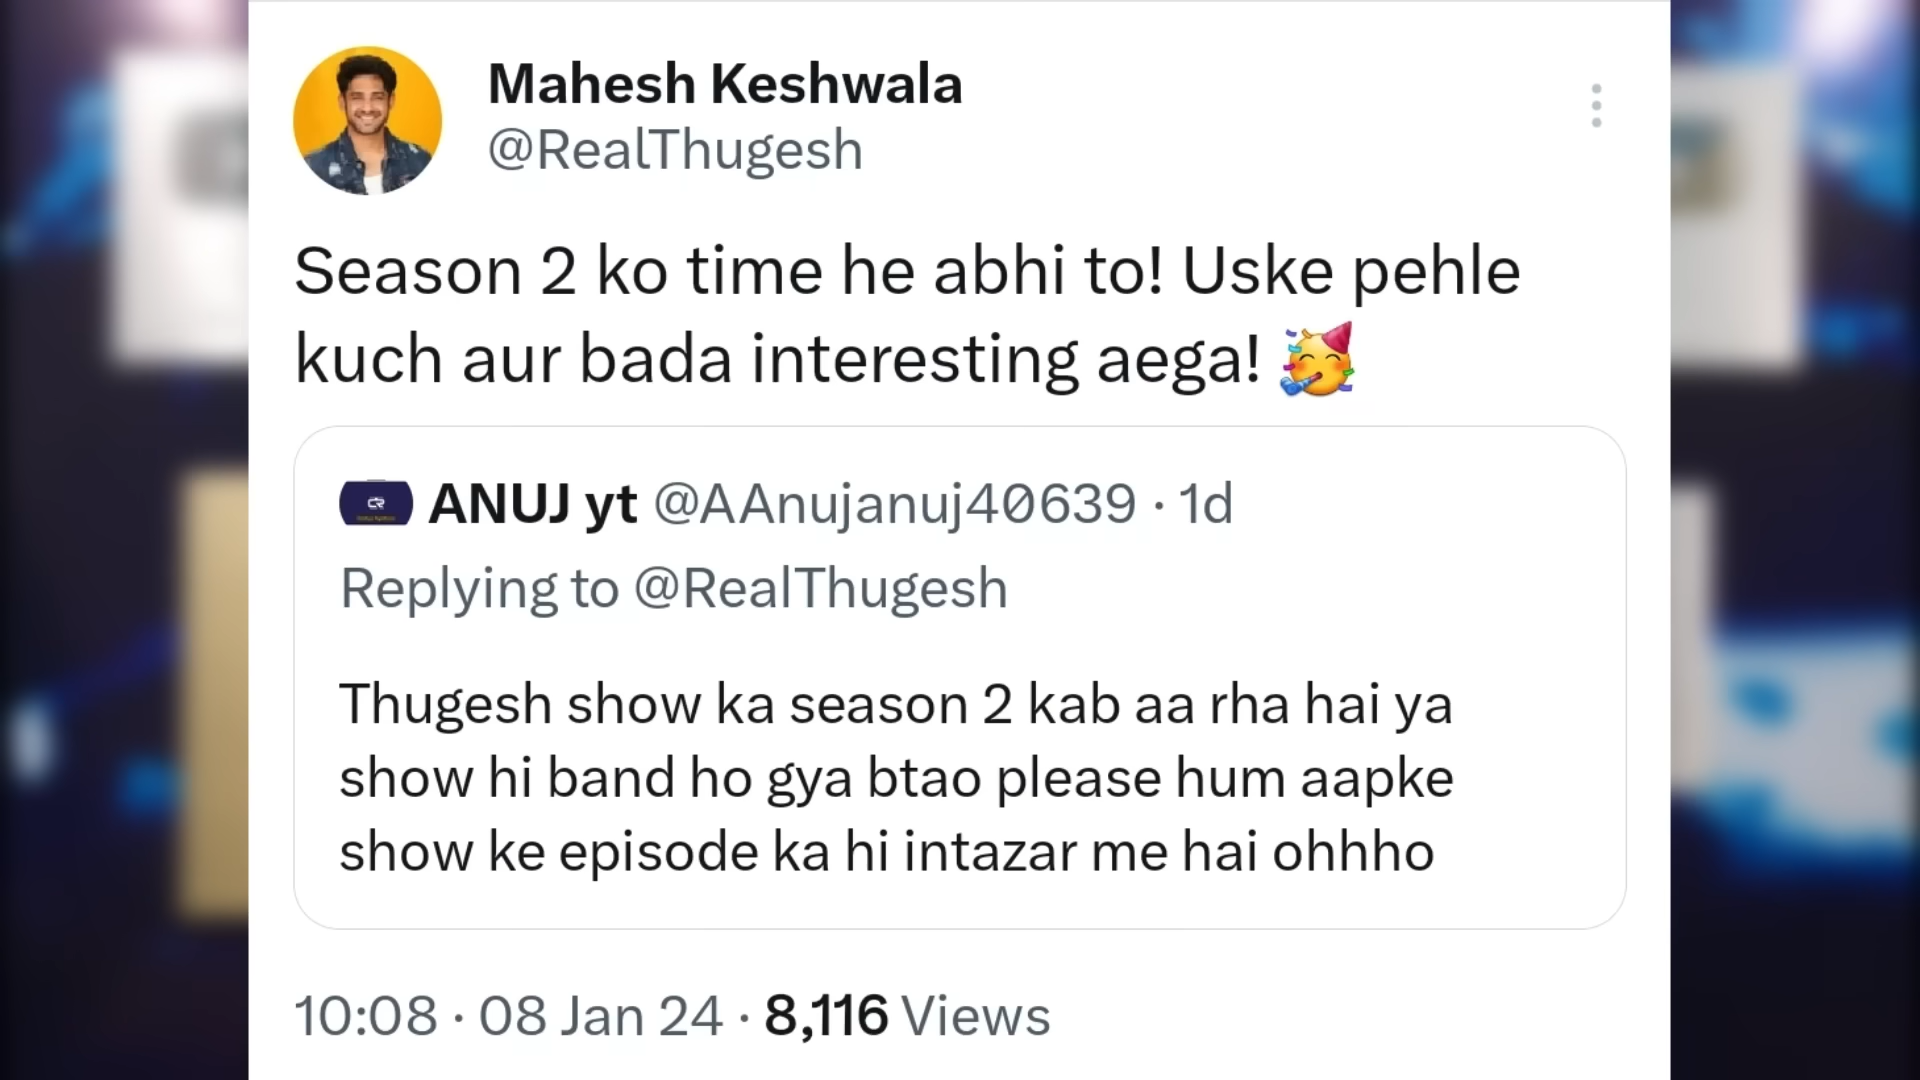 Mahesh Keshwala
@RealThugesh
Season 2 ko time he abhi to! Uske pehle
kuch aur bada interesting aega! 🥳
ANUJ yt @AAnujanuj40639 · 1d
Replying to @RealThugesh
Thugesh show ka season 2 kab aa rha hai ya
show hi band ho gya btao please hum aapke
show ke episode ka hi intazar me hai ohhho
10:08 · 08 Jan 24 · 8,116 Views